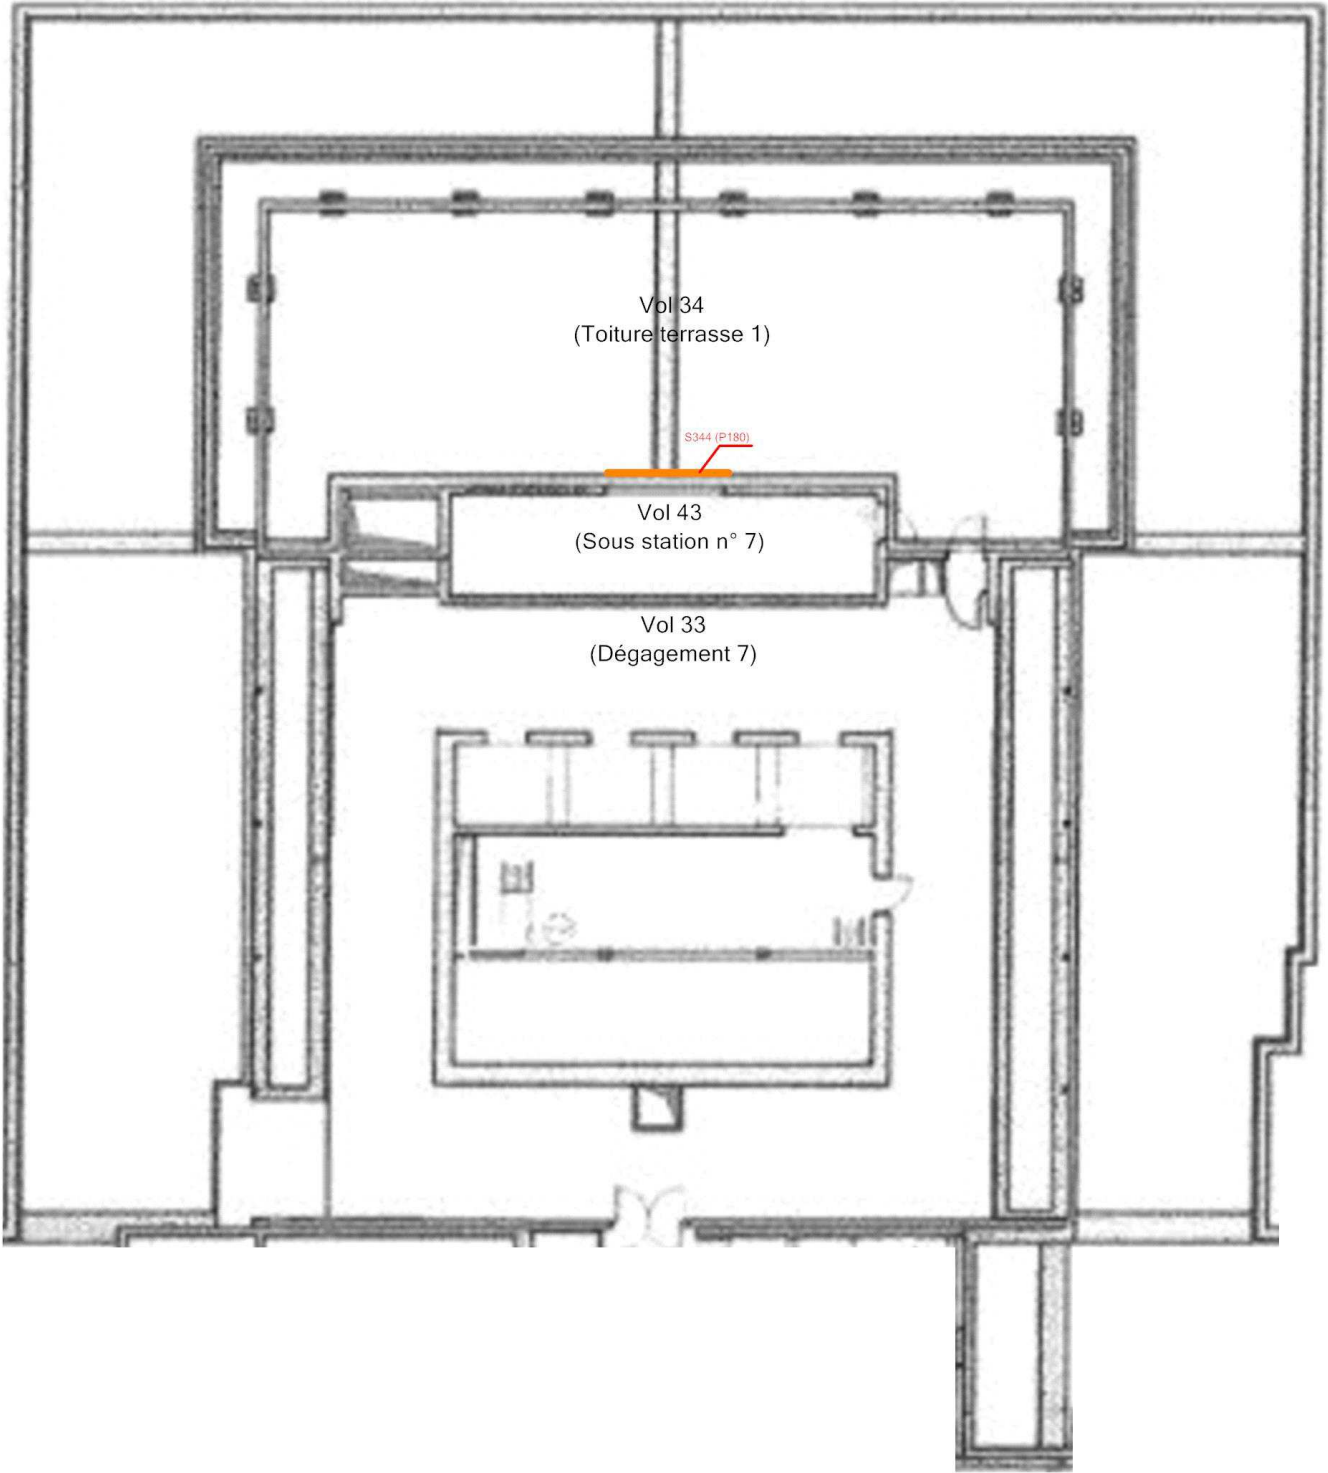 Vol 34
(Toiture terrasse 1)
S344 (P180)
Vol 43
(Sous station n° 7)
Vol 33
(Dégagement 7)